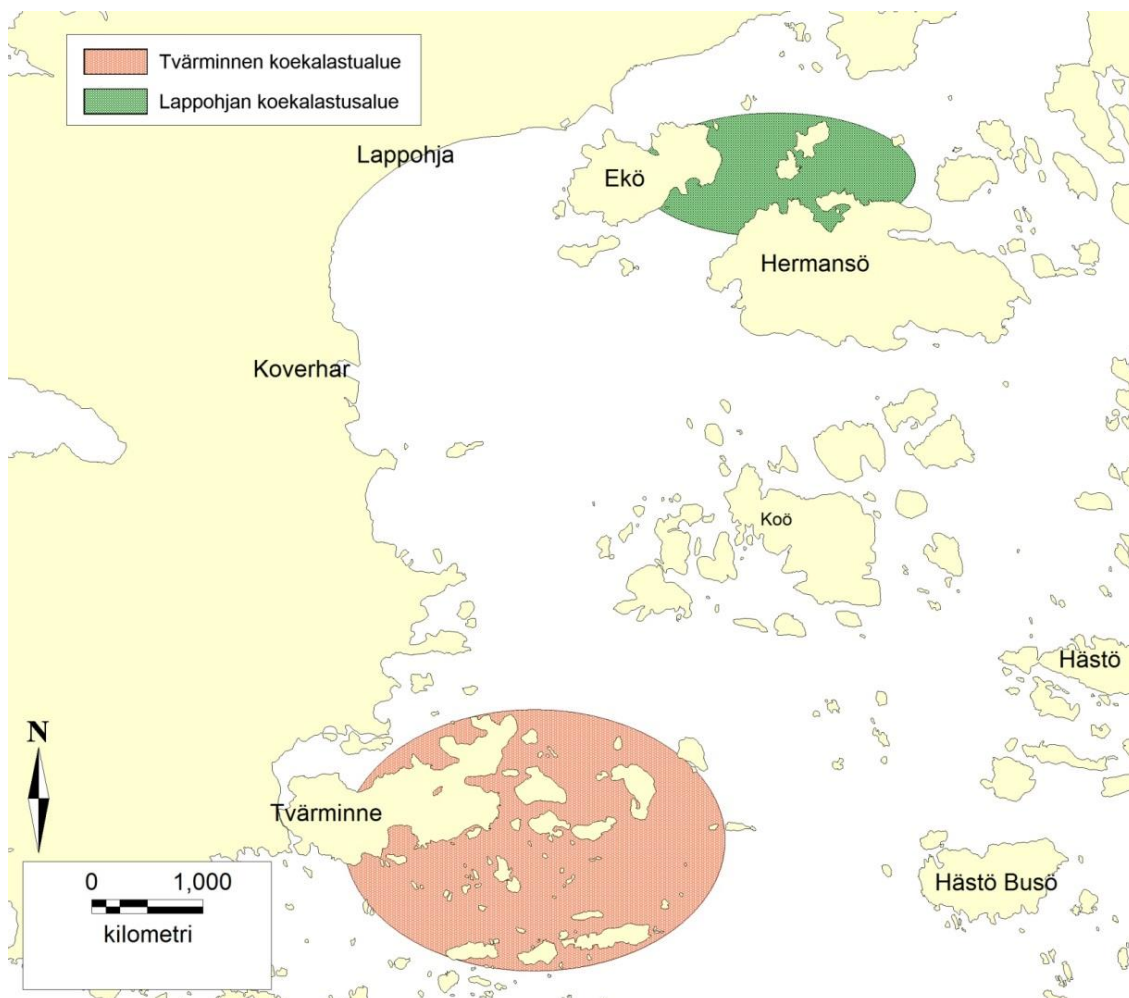 Tvärminnen koekalastualue
Lappohjan koekalastusalue
Lappohja
Ekö
Hermansö
Koverhar
Koö
Hästö
N
Tvärminne
Hästö Busö
0 1,000
kilometri